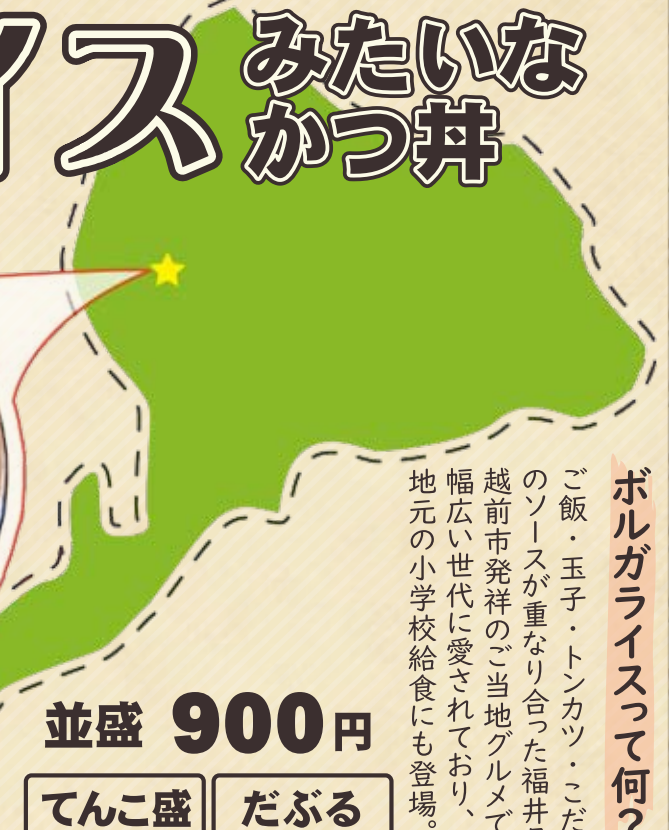 イス
みたいな
かつ丼
ボルガライスって何?
ご飯・玉子・トンカツ・こだ
のソースが重なり合った福井
越前市発祥のご当地グルメで
幅広い世代に愛されており、
地元の小学校給食にも登場。
並盛 900円
てんこ盛
だぶる